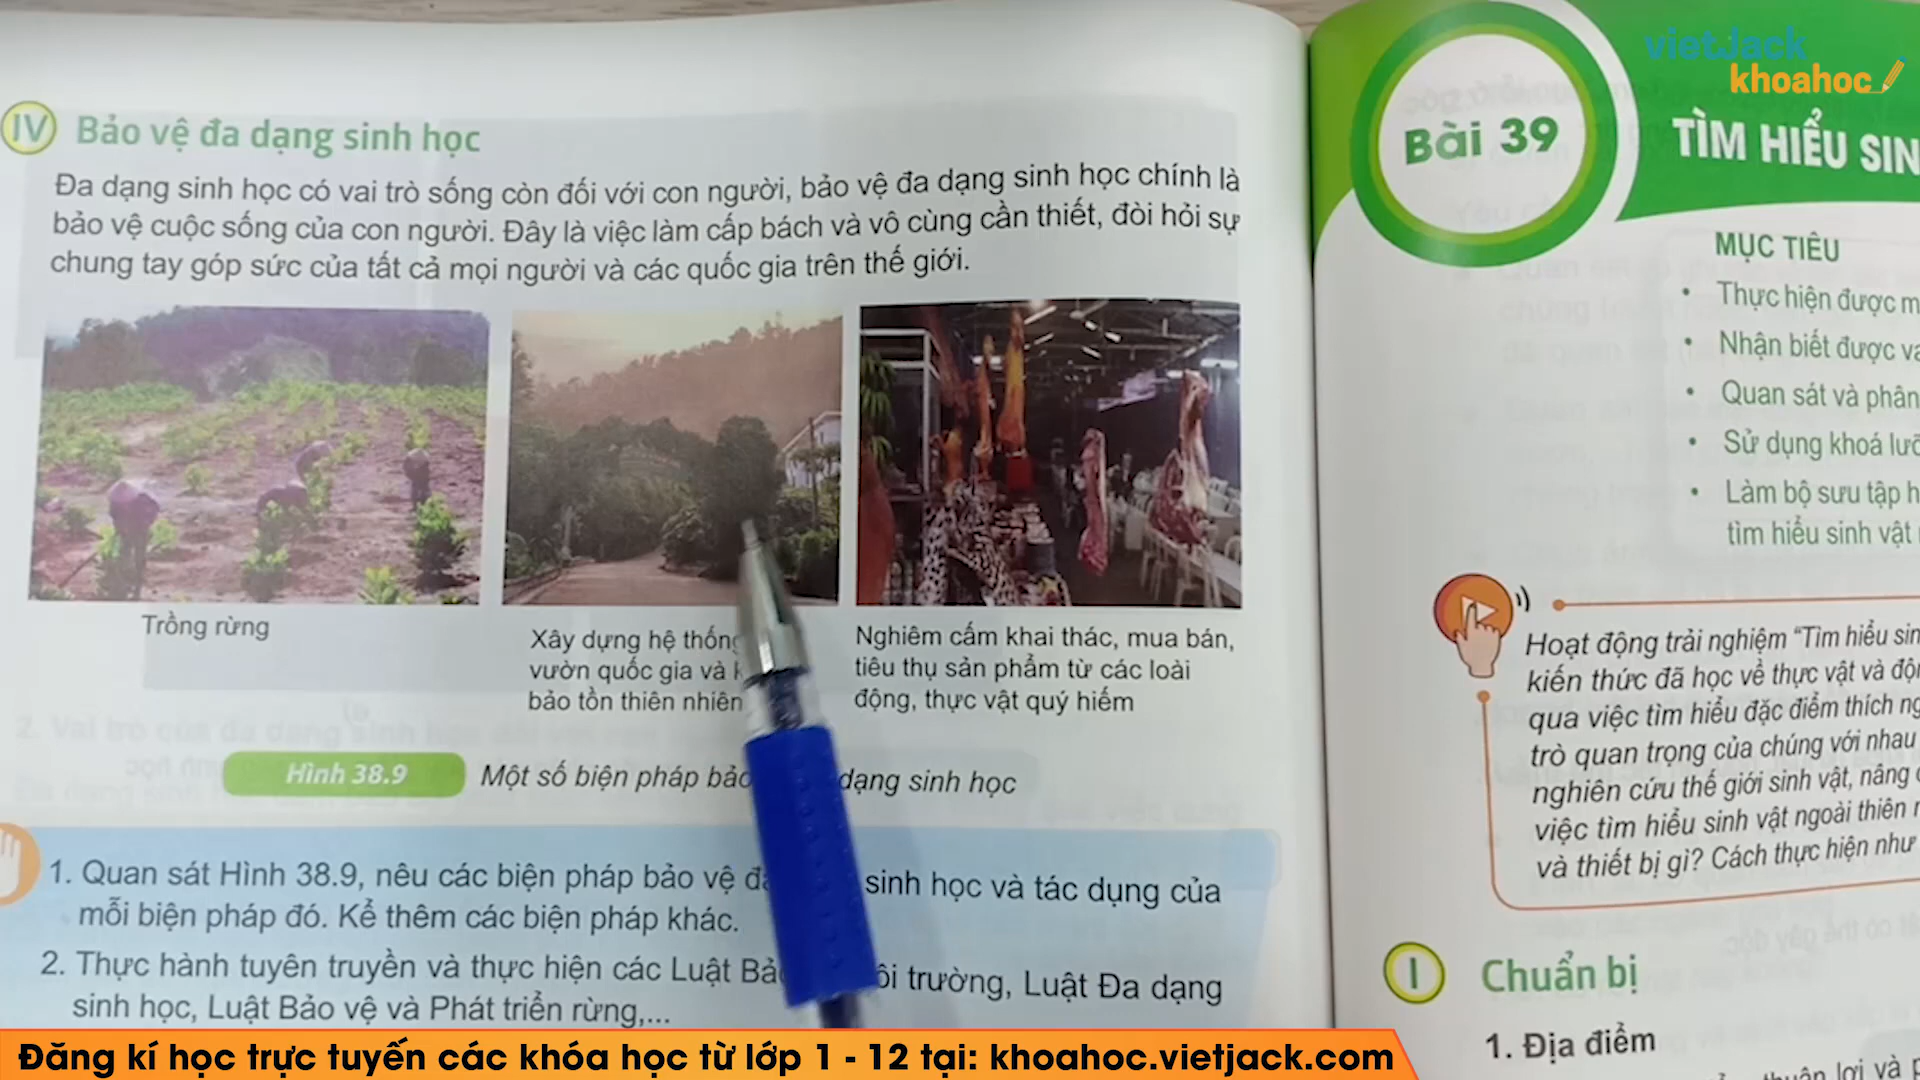 IV Bảo vệ đa dạng sinh học
Đa dạng sinh học có vai trò sống còn đối với con người, bảo vệ đa dạng sinh học chính là
bảo vệ cuộc sống của con người. Đây là việc làm cấp bách và vô cùng cần thiết, đòi hỏi sự
chung tay góp sức của tất cả mọi người và các quốc gia trên thế giới.
Trồng rừng
Xây dựng hệ thống
vườn quốc gia và
bảo tồn thiên nhiên
Nghiêm cấm khai thác, mua bán,
tiêu thụ sản phẩm từ các loài
động, thực vật quý hiếm
Hình 38.9 Một số biện pháp bảo dạng sinh học
1. Quan sát Hình 38.9, nêu các biện pháp bảo vệ sinh học và tác dụng của
mỗi biện pháp đó. Kể thêm các biện pháp khác.
2. Thực hành tuyên truyền và thực hiện các Luật trường, Luật Đa dạng
sinh học, Luật Bảo vệ và Phát triển rừng,...
vietJack
khoahoc
Bài 39
TÌM HIỂU SIN
MỤC TIÊU
• Thực hiện được
• Nhận biết được
• Quan sát và phân
• Sử dụng khoá
• Làm bộ sưu tập
tìm hiểu sinh vật
Hoạt động trải nghiệm “Tìm hiểu
kiến thức đã học về thực vật và
qua việc tìm hiểu đặc điểm thích
trò quan trọng của chúng với nhau
nghiên cứu thế giới sinh vật, nâng
việc tìm hiểu sinh vật ngoài thiên
và thiết bị gì? Cách thực hiện như
I Chuẩn bị
1. Địa điểm
lợi và
Đăng kí học trực tuyến các khóa học từ lớp 1 - 12 tại: khoahoc.vietjack.com